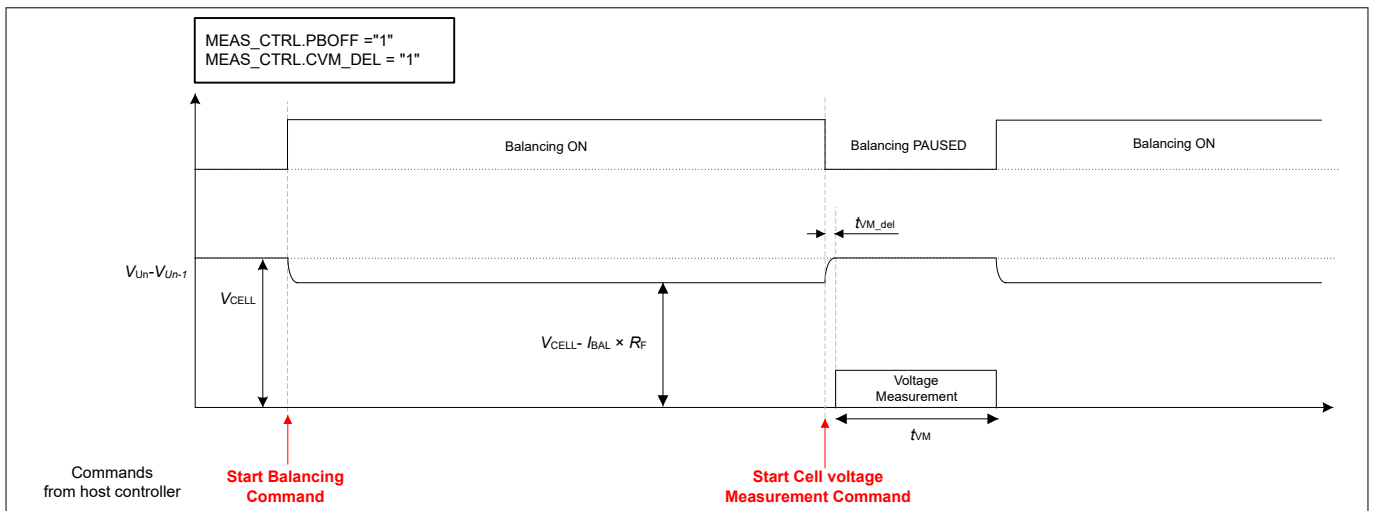 MEAS_CTRL.PBOFF ="1"
MEAS_CTRL.CVM_DEL = "1"
Balancing ON
Balancing PAUSED
Balancing ON
tVM_del
VUn-VUn-1
VCELL
VCELL- IBAL × RF
Voltage
Measurement
tVM
Commands
from host controller
Start Balancing
Command
Start Cell voltage
Measurement Command